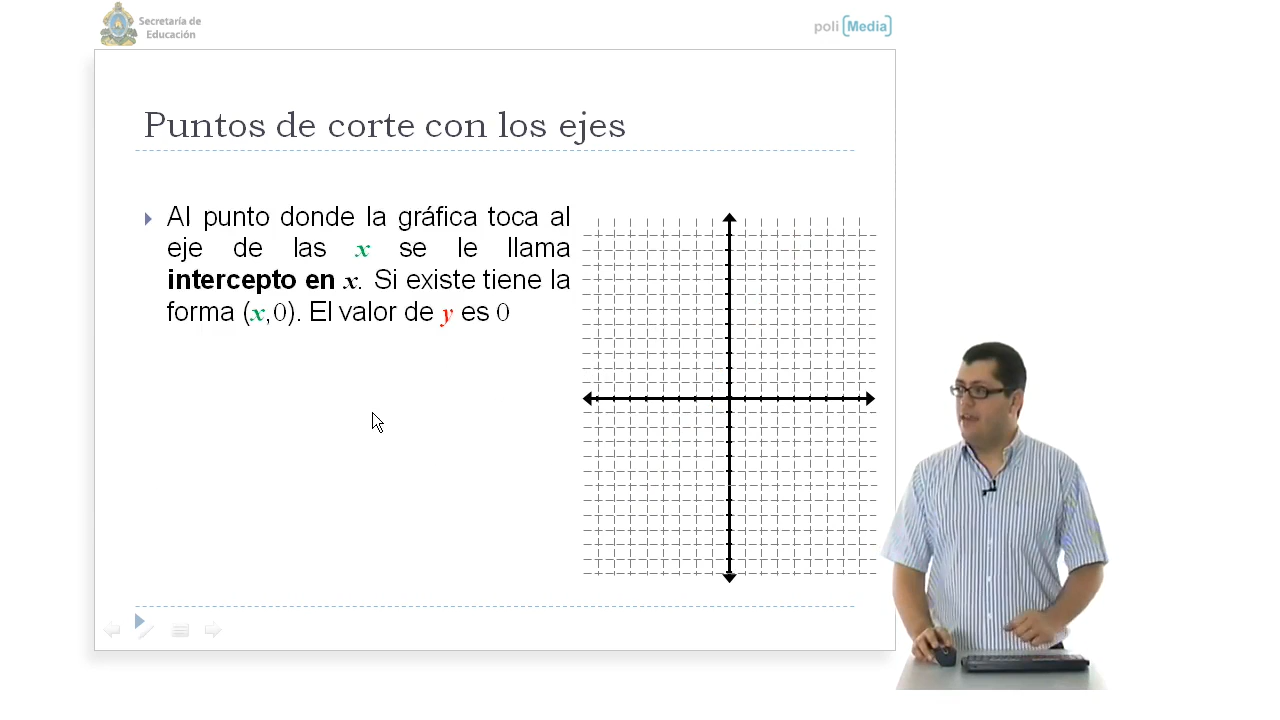 Secretaría de
Educación
poli [Media]
Puntos de corte con los ejes
Al punto donde la gráfica toca al
eje de las x se le llama
intercepto en x. Si existe tiene la
forma (x,0). El valor de y es 0